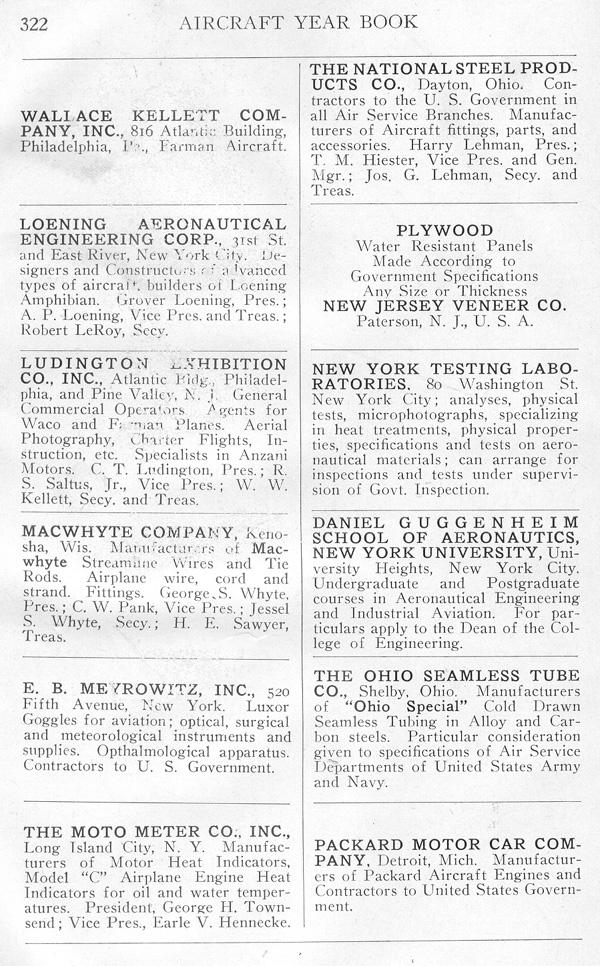 322
AIRCRAFT YEAR BOOK
WALLACE KELLETT COM-
PANY, INC., 816 Atlantic Building,
Philadelphia, Pa., Farman Aircraft.
LOENING AERONAUTICAL
ENGINEERING CORP., 31st St.
and East River, New York City. De-
signers and Constructors of advanced
types of aircraft, builders of Loening
Amphibian. Grover Loening, Pres.;
A. P. Loening, Vice Pres. and Treas.;
Robert LeRoy, Secy.
LUDINGTON EXHIBITION
CO., INC., Atlantic Bldg., Philadel-
phia, and Pine Valley, N. J. General
Commercial Operators Agents for
Waco and Farman Planes. Aerial
Photography, Charter Flights, In-
struction, etc. Specialists in Anzani
Motors. C. T. Ludington, Pres.; R.
S. Saltus, Jr., Vice Pres.; W. W.
Kellett, Secy. and Treas.
MACWHYTE COMPANY, Keno-
sha, Wis. Manufacturers of Mac-
whyte Streamline Wires and Tie
Rods. Airplane wire, cord and
strand. Fittings. George S. Whyte,
Pres.; C. W. Pank, Vice Pres.; Jessel
S. Whyte, Secy.; H. E. Sawyer,
Treas.
E. B. MEYROWITZ, INC., 520
Fifth Avenue, New York. Luxor
Goggles for aviation; optical, surgical
and meteorological instruments and
supplies. Opthalmological apparatus.
Contractors to U. S. Government.
THE MOTO METER CO., INC.,
Long Island City, N. Y. Manufac-
turers of Motor Heat Indicators,
Model "C" Airplane Engine Heat
Indicators for oil and water temper-
atures. President, George H. Town-
send; Vice Pres., Earle V. Hennecke.
THE NATIONAL STEEL PROD-
UCTS CO., Dayton, Ohio. Con-
tractors to the U. S. Government in
all Air Service Branches. Manufac-
turers of Aircraft fittings, parts, and
accessories. Harry Lehman, Pres.;
T. M. Hiester, Vice Pres. and Gen.
Mgr.; Jos. G. Lehman, Secy. and
Treas.
PLYWOOD
Water Resistant Panels
Made According to
Government Specifications
Any Size or Thickness
NEW JERSEY VENEER CO.
Paterson, N. J., U. S. A.
NEW YORK TESTING LABO-
RATORIES, 80 Washington St.
New York City; analyses, physical
tests, microphotographs, specializing
in heat treatments, physical proper-
ties, specifications and tests on aero-
nautical materials; can arrange for
inspections and tests under supervi-
sion of Govt. Inspection.
DANIEL GUGGENHEIM
SCHOOL OF AERONAUTICS,
NEW YORK UNIVERSITY, Uni-
versity Heights, New York City.
Undergraduate and Postgraduate
courses in Aeronautical Engineering
and Industrial Aviation. For par-
ticulars apply to the Dean of the Col-
lege of Engineering.
THE OHIO SEAMLESS TUBE
CO., Shelby, Ohio. Manufacturers
of "Ohio Special" Cold Drawn
Seamless Tubing in Alloy and Car-
bon steels. Particular consideration
given to specifications of Air Service
Departments of United States Army
and Navy.
PACKARD MOTOR CAR COM-
PANY, Detroit, Mich. Manufactur-
ers of Packard Aircraft Engines and
Contractors to United States Govern-
ment.